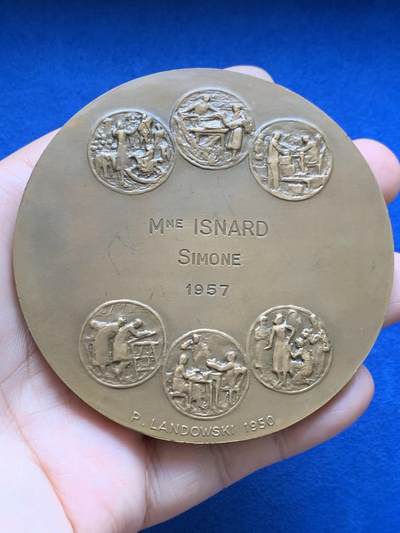 Mme ISNARD
SIMONE
1957
P. LANDOWSKI 1950